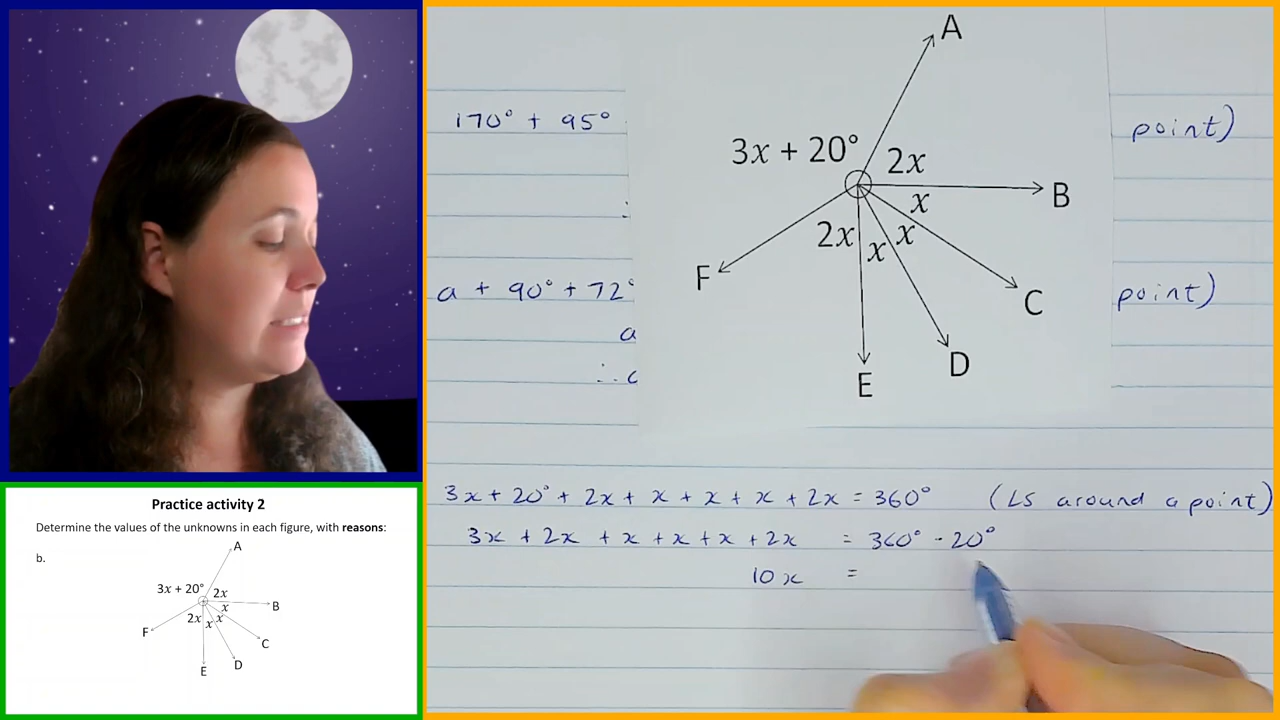 170° + 95°
point)
a + 90° + 72°
point)
a
∴
A
3x + 20°
2x
B
x
x
x
2x
F
C
D
E
3x + 20° + 2x + x + x + x + 2x = 360° (∠s around a point)
3x + 2x + x + x + x + 2x = 360° - 20°
10x =
Practice activity 2
Determine the values of the unknowns in each figure, with reasons:
b.
A
3x + 20°
2x
B
x
x
x
2x
F
C
D
E